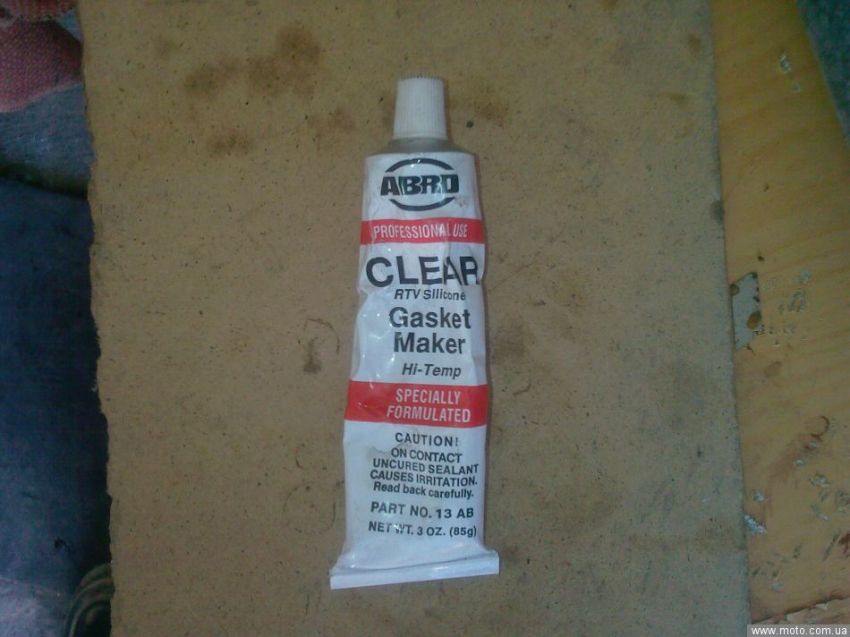 ABRO
PROFESSIONAL USE
CLEAR
RTV Silicone
Gasket
Maker
Hi-Temp
SPECIALLY
FORMULATED
CAUTION!
ON CONTACT
UNCURED SEALANT
CAUSES IRRITATION.
Read back carefully.
PART NO. 13 AB
NET WT. 3 OZ. (85g)
www.moto.com.ua